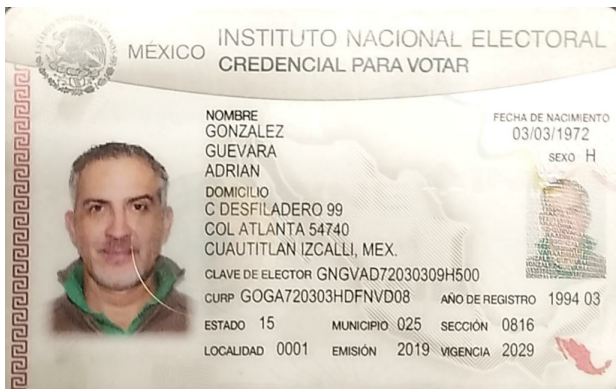 MÉXICO INSTITUTO NACIONAL ELECTORAL
CREDENCIAL PARA VOTAR
NOMBRE
GONZALEZ
GUEVARA
ADRIAN
FECHA DE NACIMIENTO
03/03/1972
SEXO H
DOMICILIO
C DESFILADERO 99
COL ATLANTA 54740
CUAUTITLAN IZCALLI, MEX.
CLAVE DE ELECTOR GNGVAD72030309H500
CURP GOGA720303HDFNVD08 AÑO DE REGISTRO 1994 03
ESTADO 15 MUNICIPIO 025 SECCIÓN 0816
LOCALIDAD 0001 EMISIÓN 2019 VIGENCIA 2029